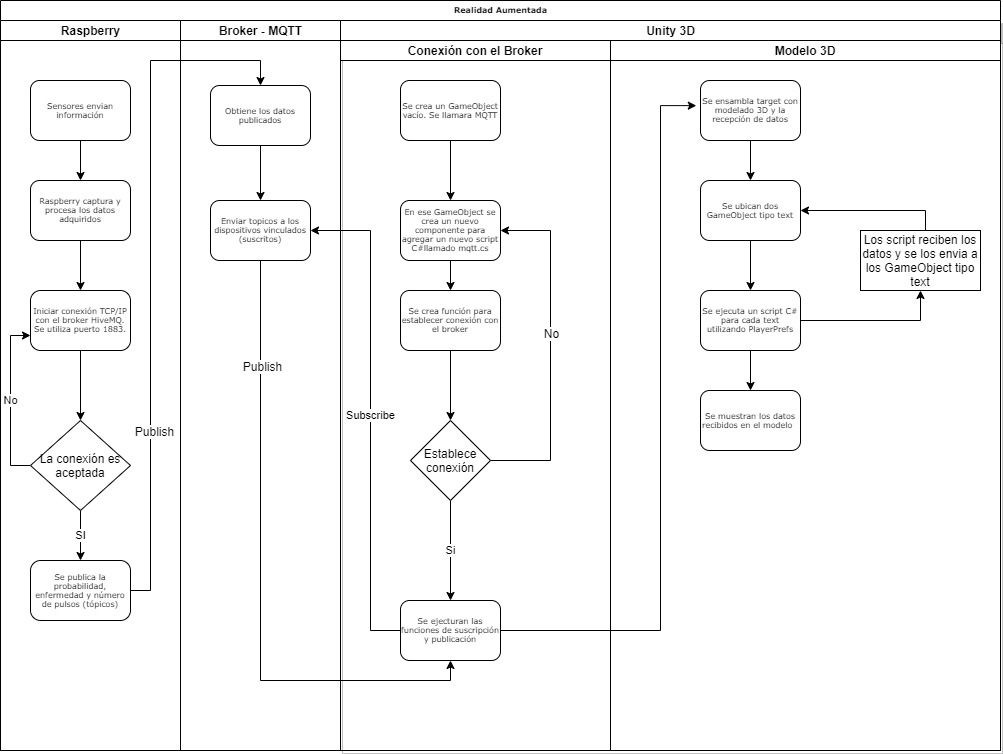 Realidad Aumentada
Raspberry
Broker - MQTT
Unity 3D
Conexión con el Broker
Modelo 3D
Sensores envian
información
Raspberry captura y
procesa los datos
adquiridos
Iniciar conexión TCP/IP
con el broker HiveMQ.
Se utiliza puerto 1883.
No
La conexión es
aceptada
SI
Se publica la
probabilidad,
enfermedad y número
de pulsos (tópicos)
Publish
Obtiene los datos
publicados
Enviar topicos a los
dispositivos vinculados
(suscritos)
Publish
Subscribe
Se crea un GameObject
vacío. Se llamara MQTT
En ese GameObject se
crea un nuevo
componente para
agregar un nuevo script
C#llamado mqtt.cs
Se crea función para
establecer conexión con
el broker
No
Establece
conexión
Si
Se ejecturan las
funciones de suscripción
y publicación
Se ensambla target con
modelado 3D y la
recepción de datos
Se ubican dos
GameObject tipo text
Los script reciben los
datos y se los envia a
los GameObject tipo
text
Se ejecuta un script C#
para cada text
utilizando PlayerPrefs
Se muestran los datos
recibidos en el modelo